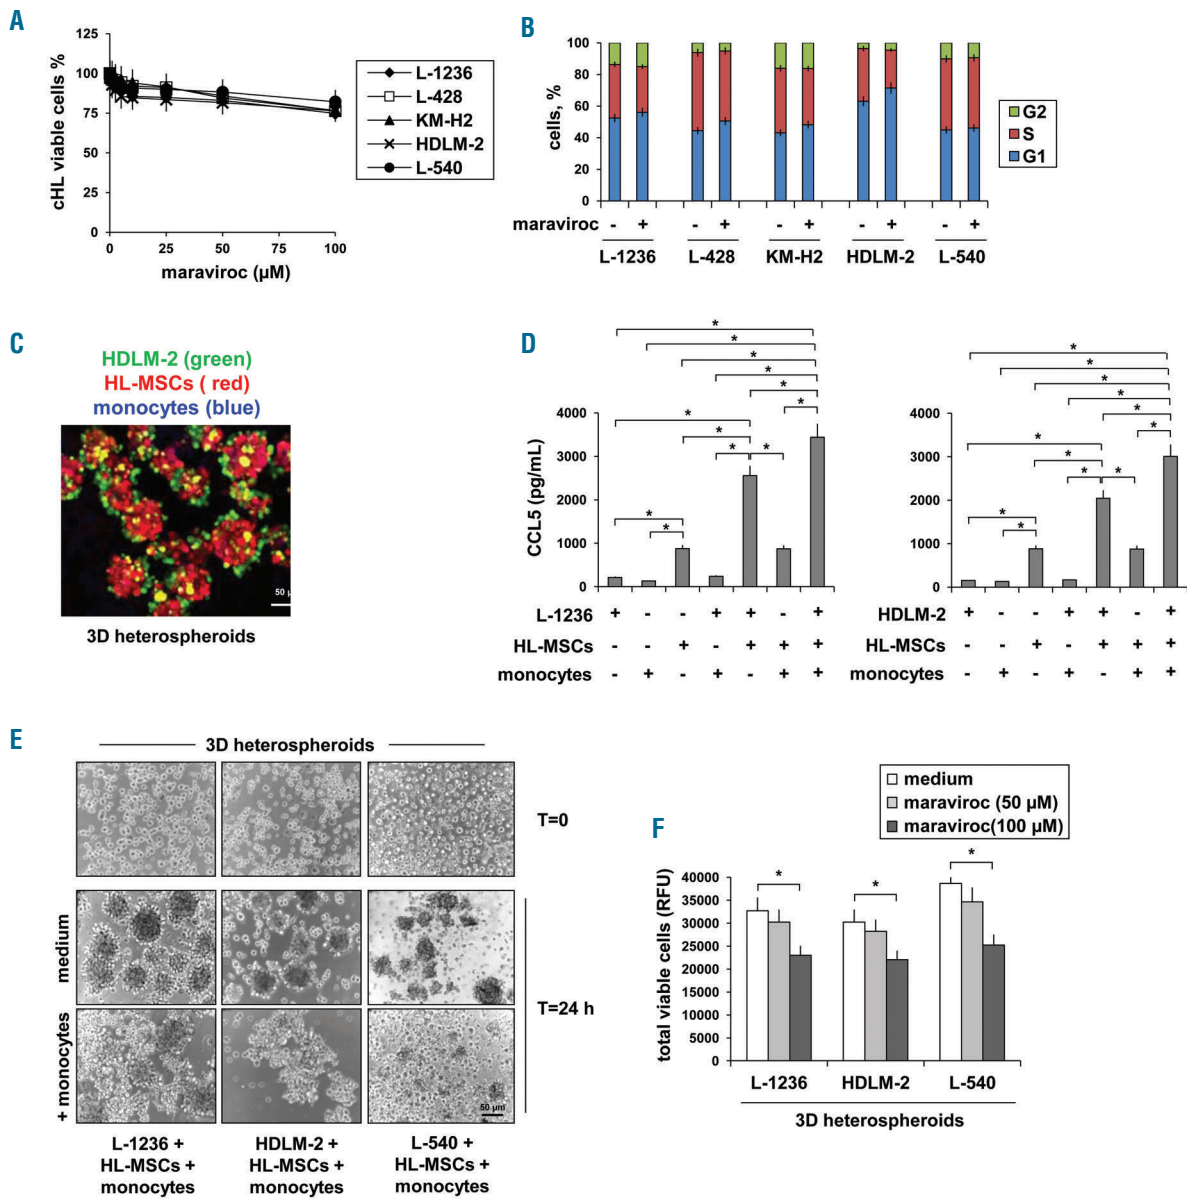 A
125
100
75
50
25
0
0 25 50 75 100
cHL viable cells %
maraviroc (µM)
L-1236
L-428
KM-H2
HDLM-2
L-540
B
100
80
60
40
20
0
cells, %
G2
S
G1
maraviroc - + - + - + - + - +
L-1236 L-428 KM-H2 HDLM-2 L-540
C
HDLM-2 (green)
HL-MSCs ( red)
monocytes (blue)
50 µ
3D heterospheroids
D
* * * * * * * * * * * *
4000
3000
2000
1000
0
CCL5 (pg/mL)
L-1236 + - - + + - +
HL-MSCs - - + - + + +
monocytes - + - + - + +
* * * * * * * * * * * *
4000
3000
2000
1000
0
HDLM-2 + - - + + - +
HL-MSCs - - + - + + +
monocytes - + - + - + +
E
3D heterospheroids
T=0
medium
+ monocytes
T=24 h
50 µm
L-1236 +
HL-MSCs +
monocytes
HDLM-2 +
HL-MSCs +
monocytes
L-540 +
HL-MSCs +
monocytes
F
medium
maraviroc (50 µM)
maraviroc(100 µM)
* * *
40000
35000
30000
25000
20000
15000
10000
5000
0
total viable cells (RFU)
L-1236 HDLM-2 L-540
3D heterospheroids